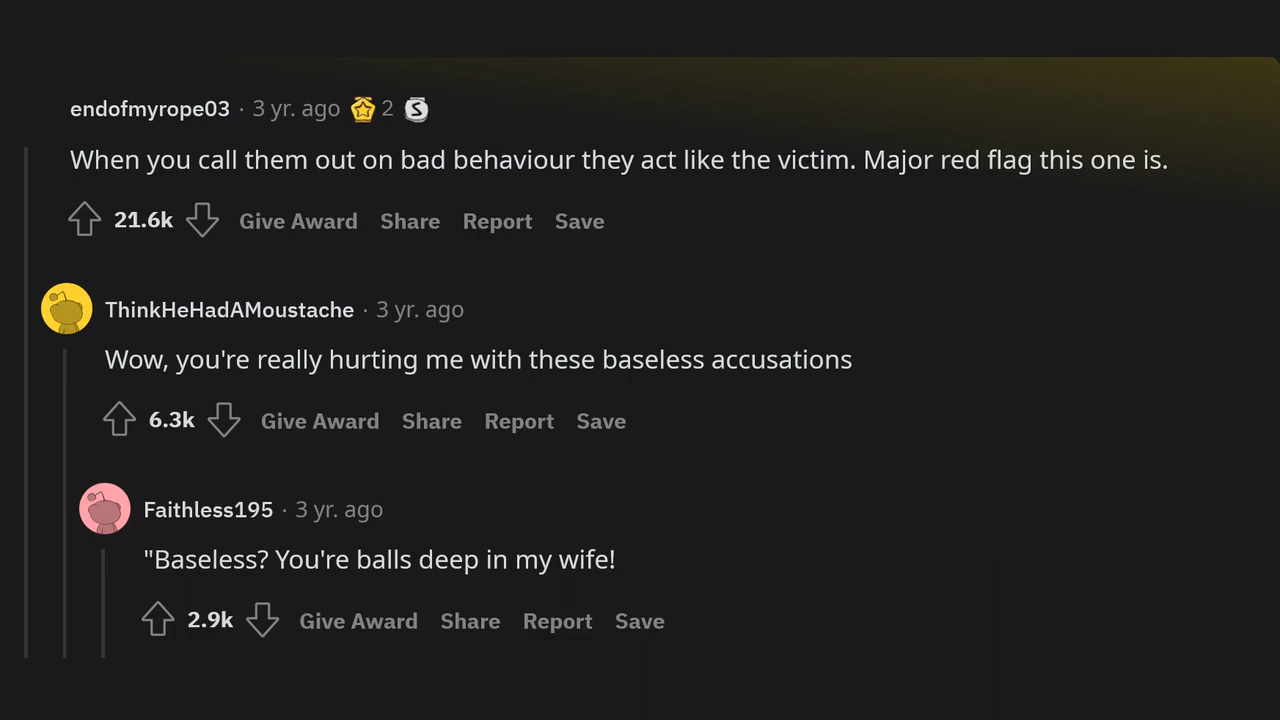 endofmyrope03 · 3 yr. ago 2 S
When you call them out on bad behaviour they act like the victim. Major red flag this one is.
21.6k Give Award Share Report Save
ThinkHeHadAMoustache · 3 yr. ago
Wow, you're really hurting me with these baseless accusations
6.3k Give Award Share Report Save
Faithless195 · 3 yr. ago
"Baseless? You're balls deep in my wife!
2.9k Give Award Share Report Save